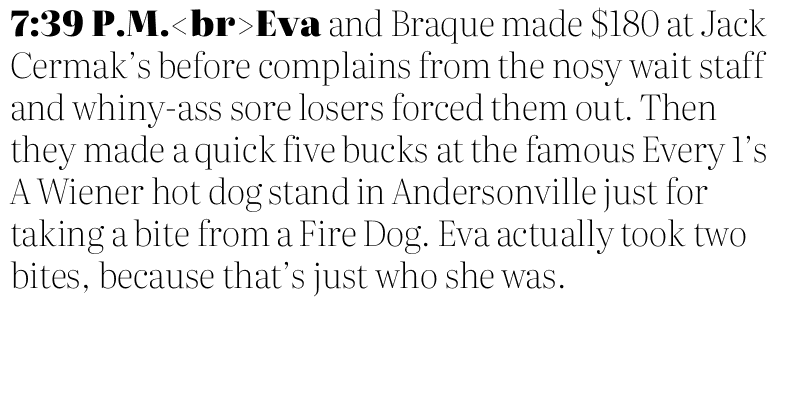 7:39 P.M.<br>Eva and Braque made $180 at Jack
Cermak’s before complains from the nosy wait staff
and whiny-ass sore losers forced them out. Then
they made a quick five bucks at the famous Every 1’s
A Wiener hot dog stand in Andersonville just for
taking a bite from a Fire Dog. Eva actually took two
bites, because that’s just who she was.